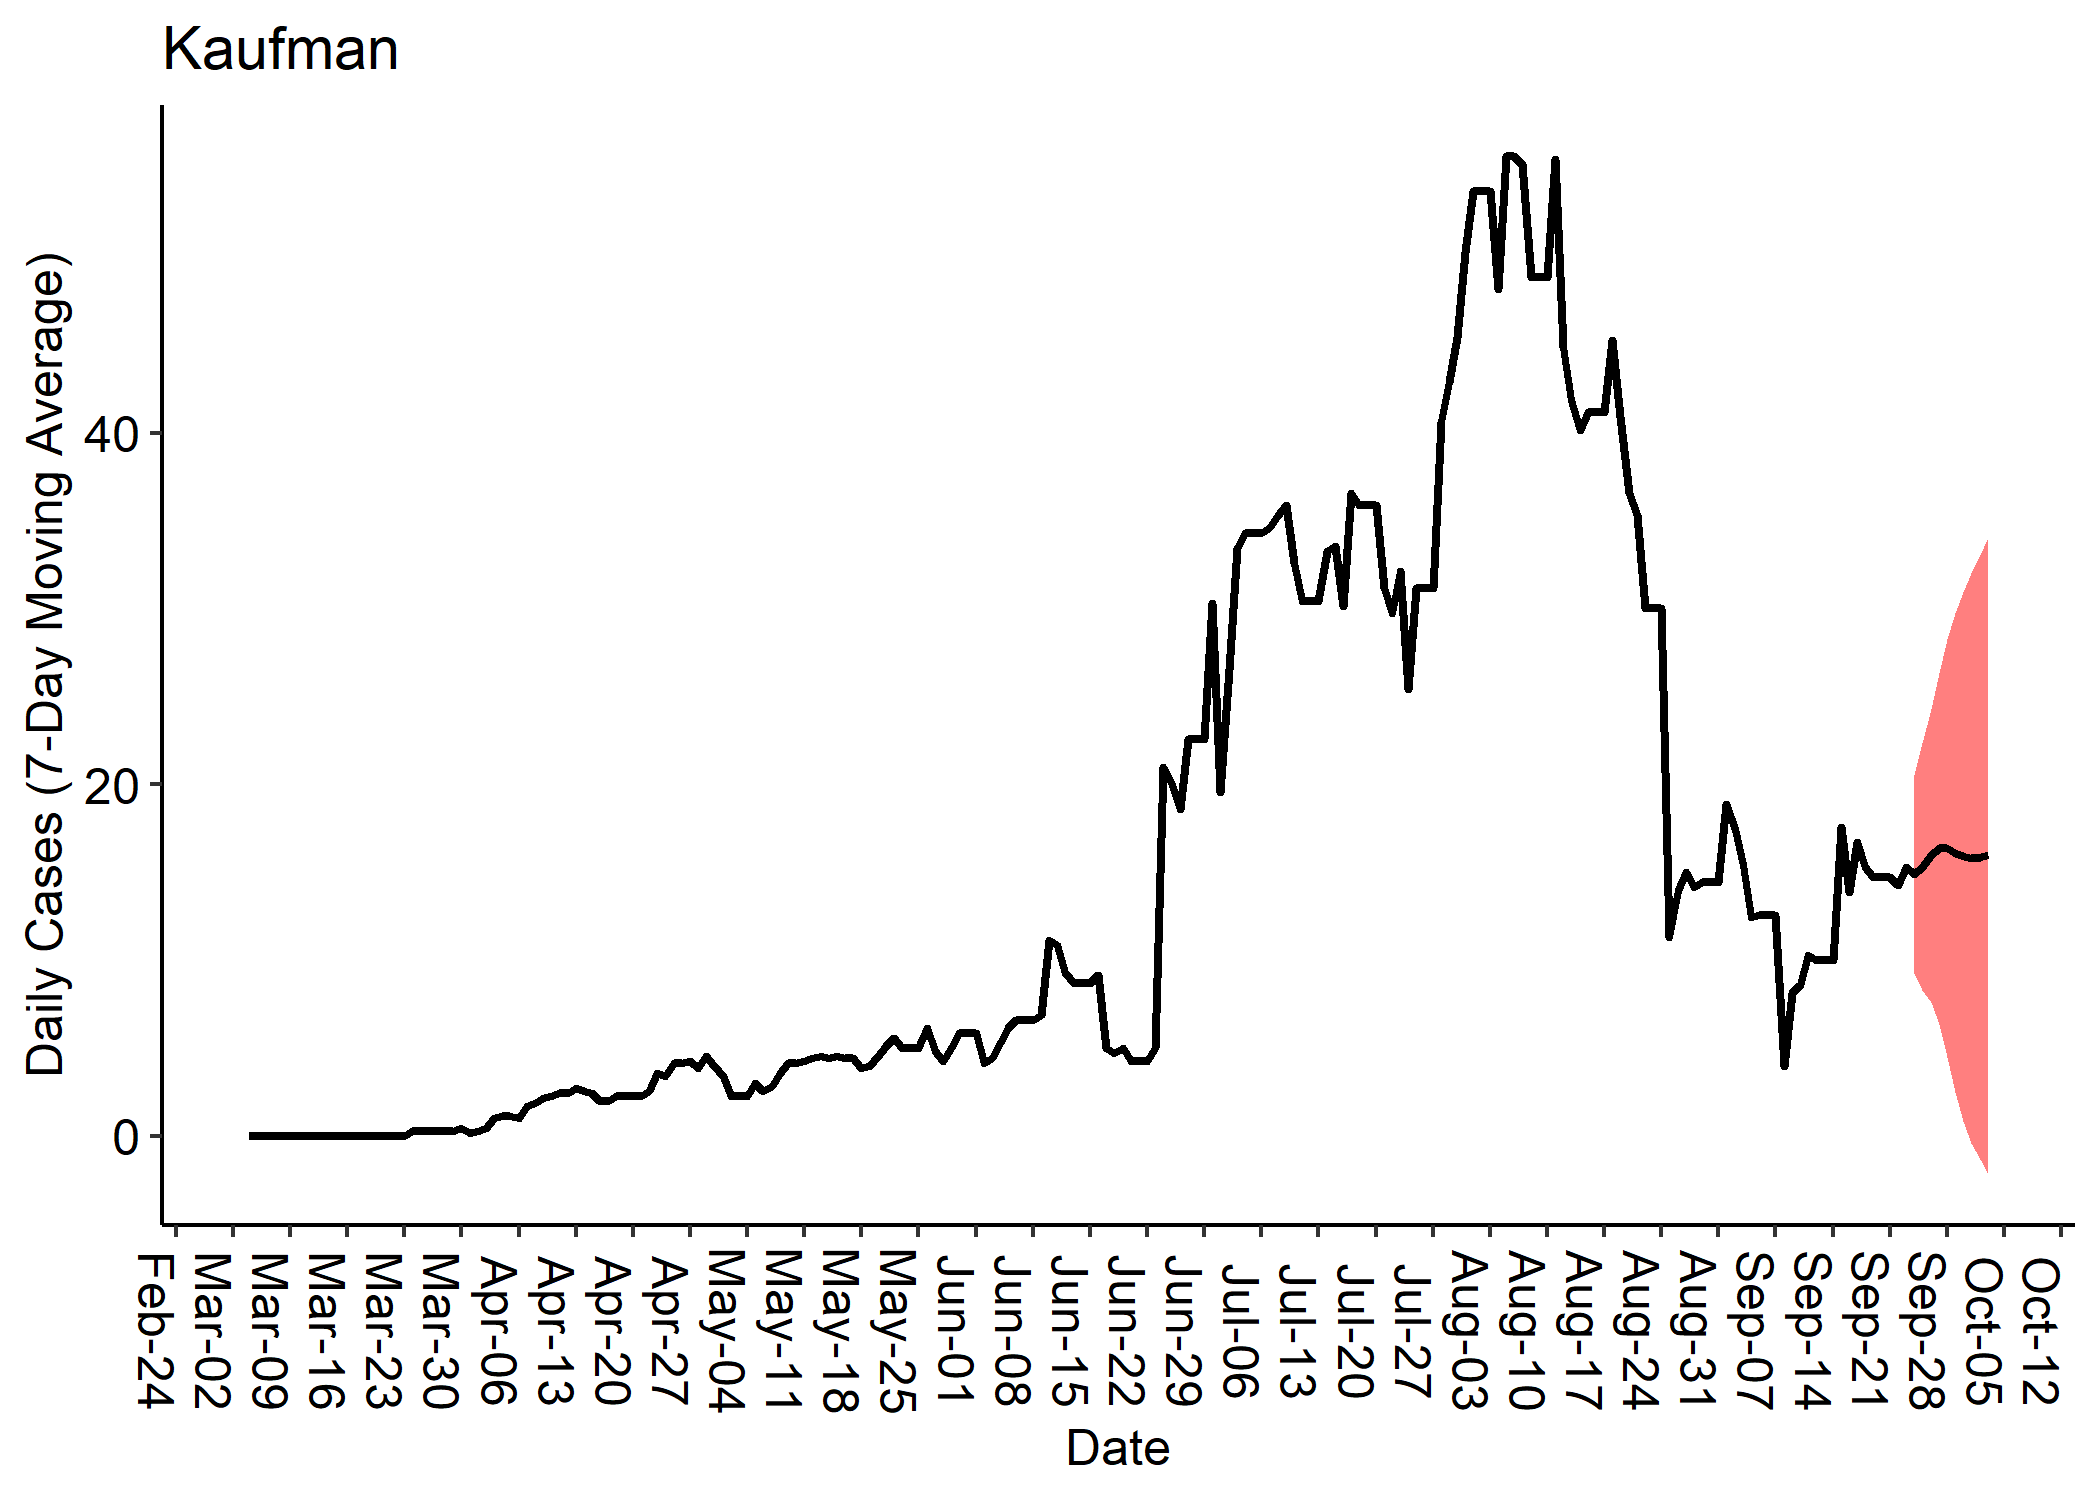 Kaufman
Daily Cases (7-Day Moving Average)
40
20
0
Feb-24
Mar-02
Mar-09
Mar-16
Mar-23
Mar-30
Apr-06
Apr-13
Apr-20
Apr-27
May-04
May-11
May-18
May-25
Jun-01
Jun-08
Jun-15
Jun-22
Jun-29
Jul-06
Jul-13
Jul-20
Jul-27
Aug-03
Aug-10
Aug-17
Aug-24
Aug-31
Sep-07
Sep-14
Sep-21
Sep-28
Oct-05
Oct-12
Date